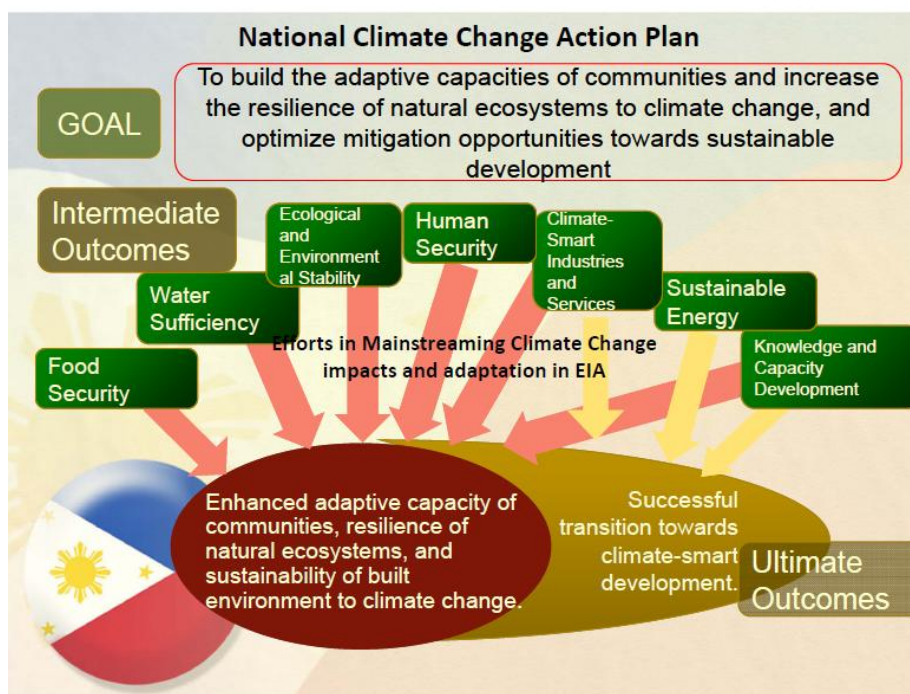 National Climate Change Action Plan
GOAL
To build the adaptive capacities of communities and increase
the resilience of natural ecosystems to climate change, and
optimize mitigation opportunities towards sustainable
development
Intermediate
Outcomes
Food
Security
Water
Sufficiency
Ecological
and
Environment
al Stability
Human
Security
Climate-
Smart
Industries
and
Services
Sustainable
Energy
Knowledge and
Capacity
Development
Efforts in Mainstreaming Climate Change
impacts and adaptation in EIA
Enhanced adaptive capacity of
communities, resilience of
natural ecosystems, and
sustainability of built
environment to climate change.
Successful
transition towards
climate-smart
development.
Ultimate
Outcomes